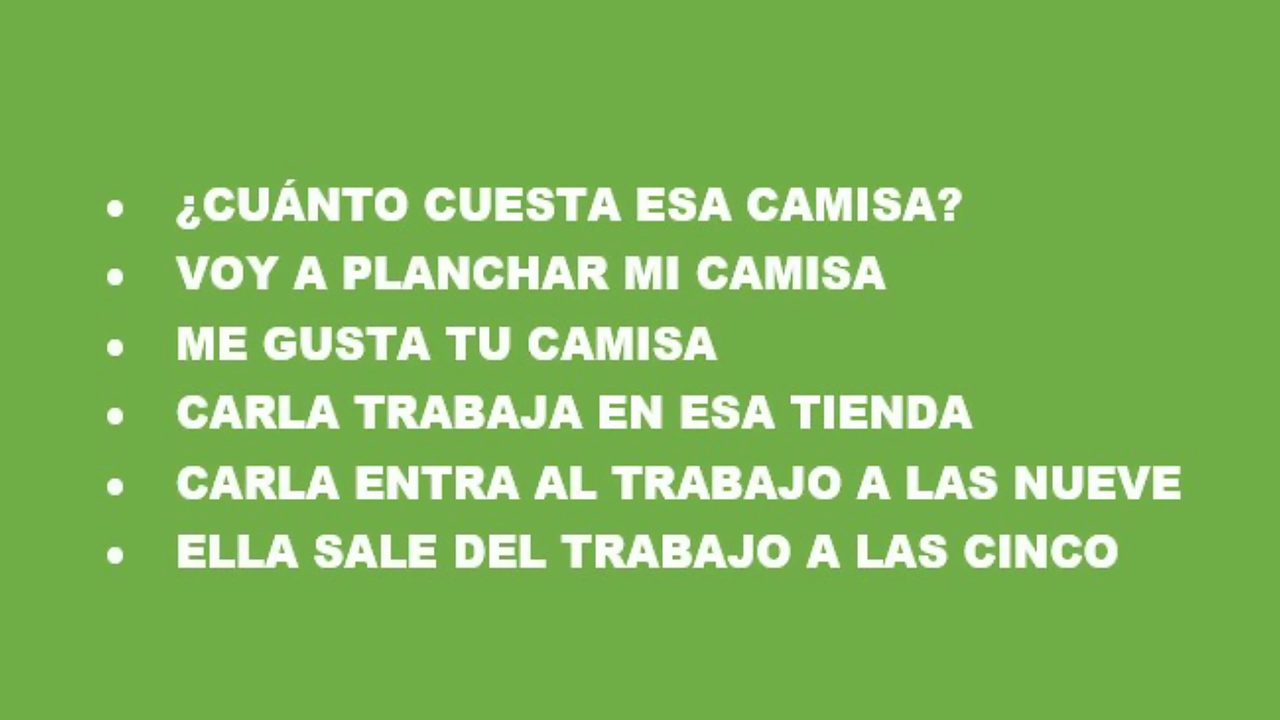 • ¿CUÁNTO CUESTA ESA CAMISA?
• VOY A PLANCHAR MI CAMISA
• ME GUSTA TU CAMISA
• CARLA TRABAJA EN ESA TIENDA
• CARLA ENTRA AL TRABAJO A LAS NUEVE
• ELLA SALE DEL TRABAJO A LAS CINCO